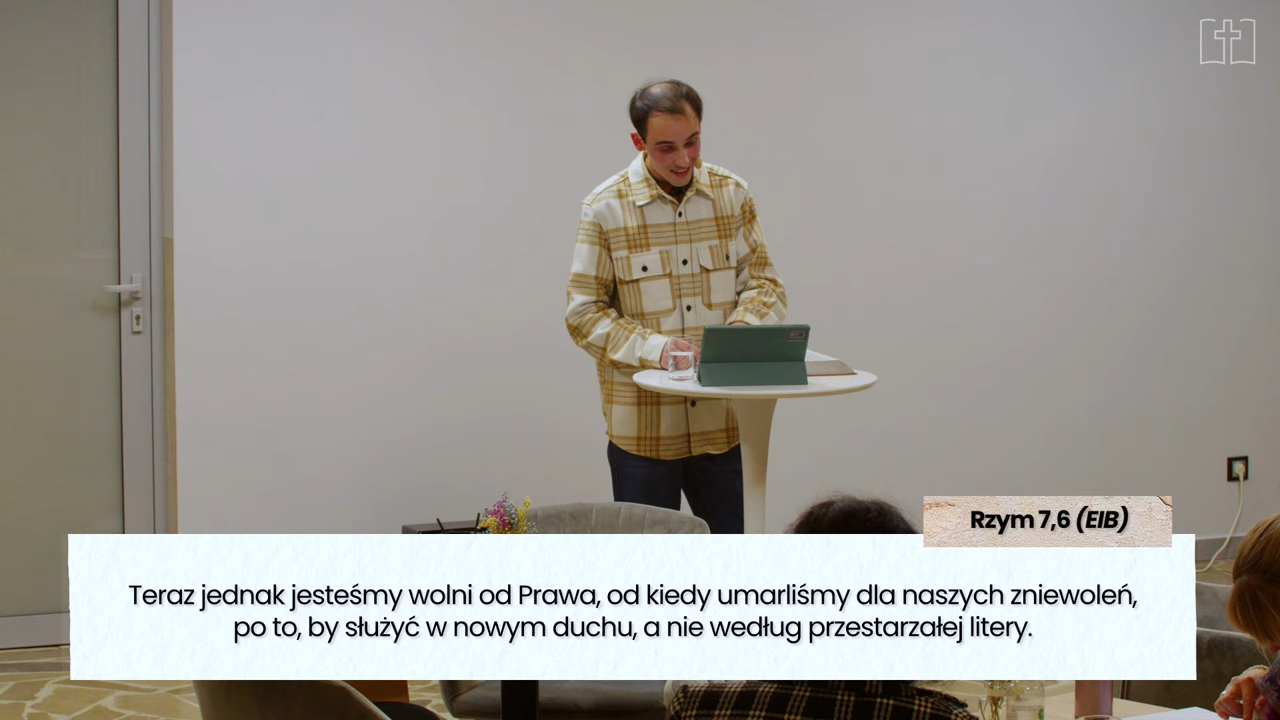 Rzym 7,6 (EIB)
Teraz jednak jesteśmy wolni od Prawa, od kiedy umarliśmy dla naszych zniewoleń,
po to, by służyć w nowym duchu, a nie według przestarzałej litery.